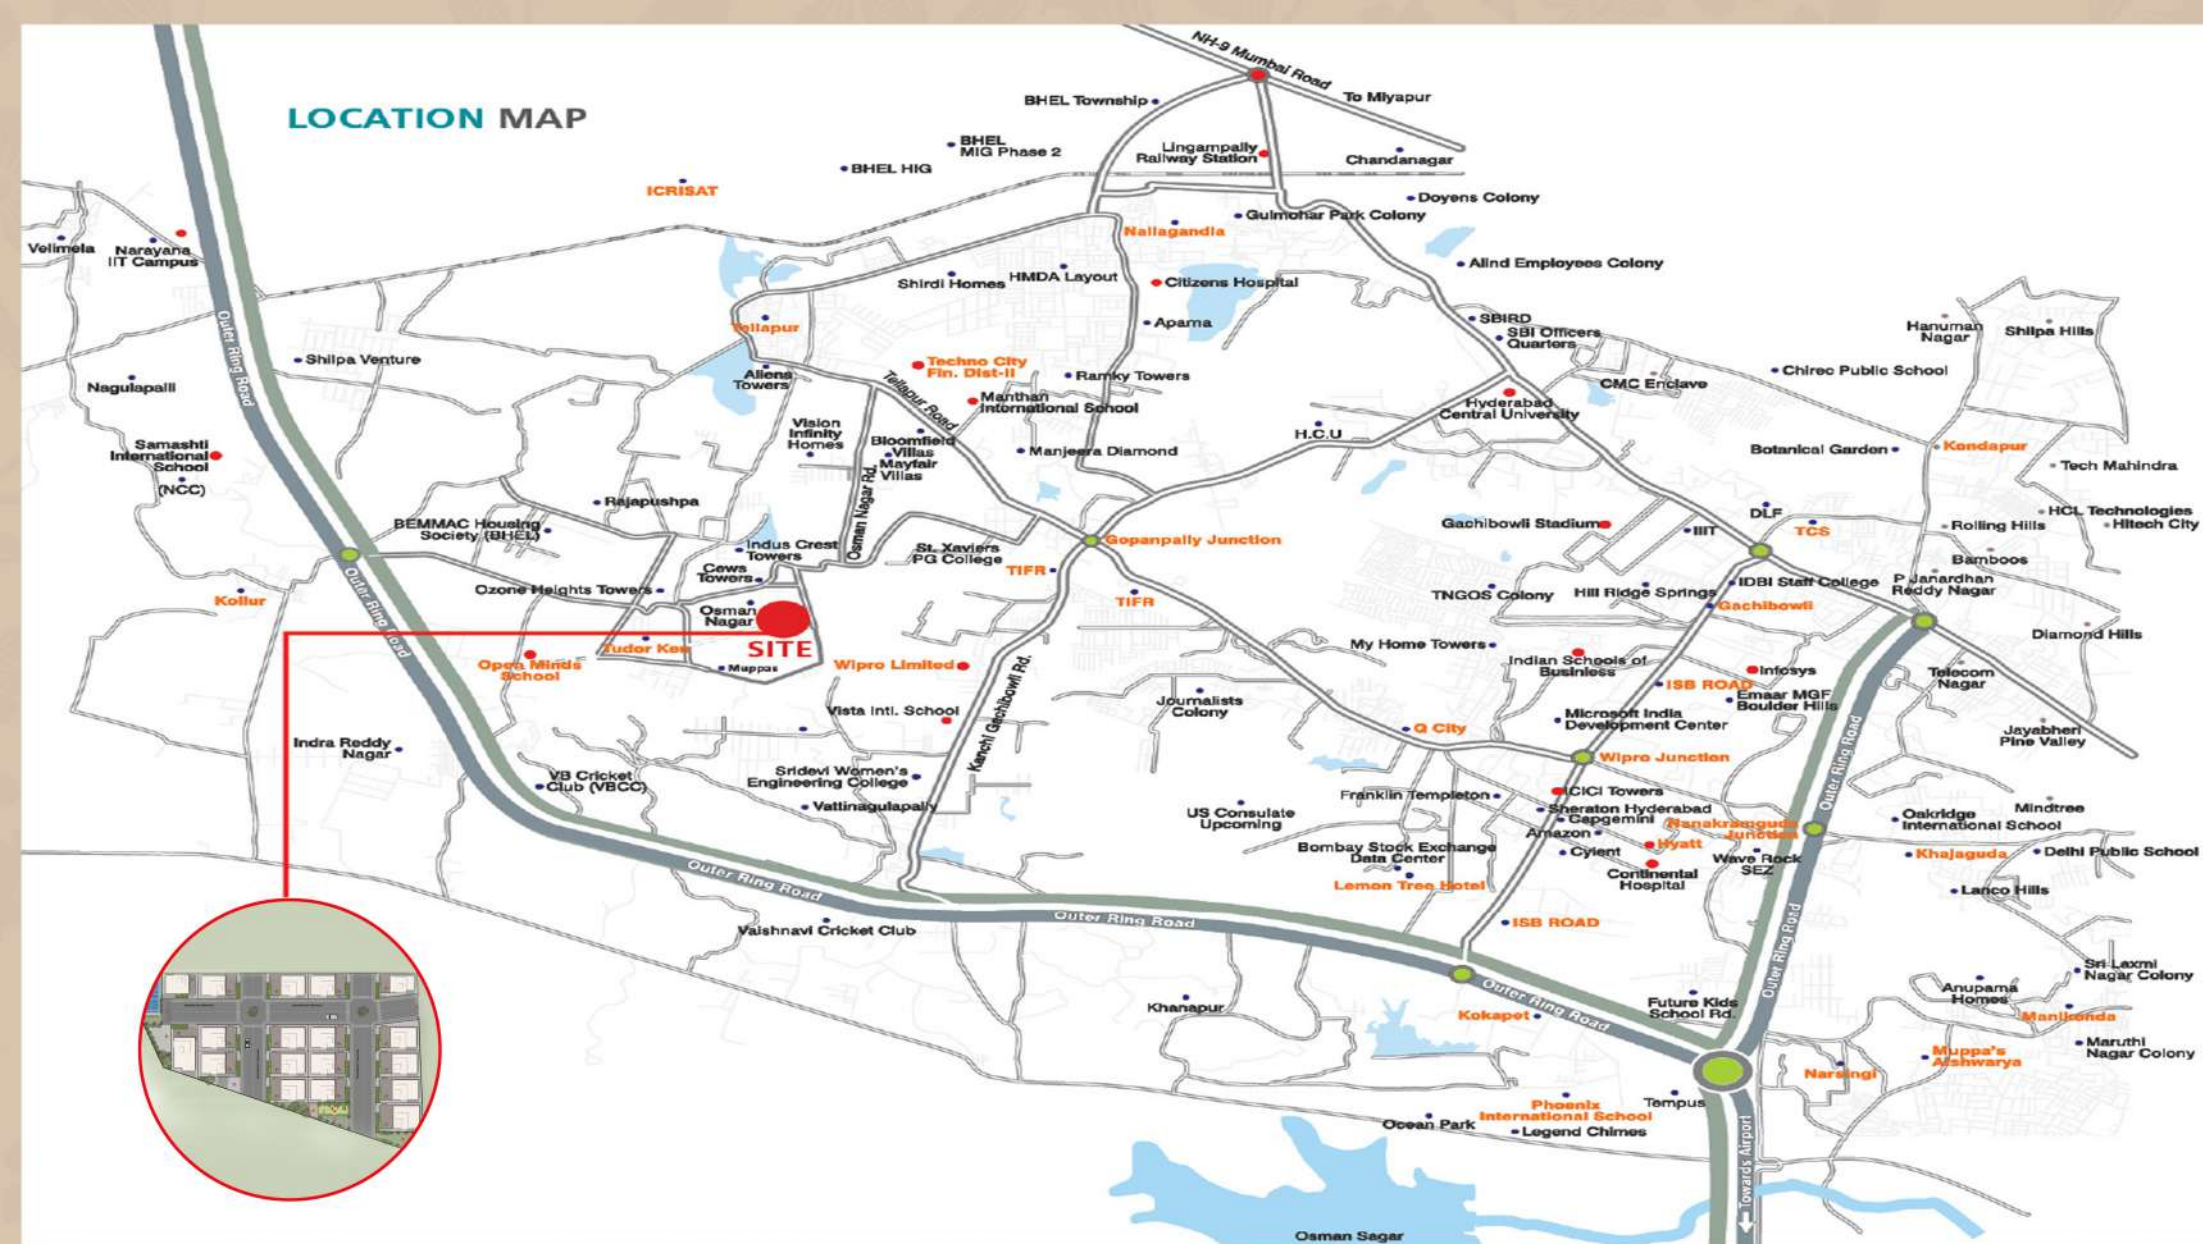 NH-9 Mumbai Road
To Miyapur
LOCATION MAP
BHEL Township
BHEL
MIG Phase 2
Lingampally
Railway Station
Chandanagar
BHEL HIG
ICRISAT
Doyens Colony
Gulmohar Park Colony
Nallagandla
Velimela
Narayana
IIT Campus
Alind Employees Colony
Shirdi Homes
HMDA Layout
Citizens Hospital
Outer Ring Road
Tellapur
Aparna
SBIRD
SBI Officers
Quarters
Hanuman
Nagar
Shilpa Hills
Shilpa Venture
Nagulapalli
Aliens
Towers
Techno City
Fin. Dist-II
Ramky Towers
Tellapur Road
Manthan
International School
CMC Enclave
Chirec Public School
Hyderabad
Central University
Samashti
International
School
(NCC)
Vision
Infinity
Homes
Bloomfield
Villas
Mayfair
Villas
Manjeera Diamond
H.C.U
Botanical Garden
Kondapur
Tech Mahindra
Osman Nagar Rd.
Rajapushpa
BEMMAC Housing
Society (BHEL)
Indus Crest
Towers
Cews
Towers
St. Xaviers
PG College
TIFR
Gopanpally Junction
Gachibowli Stadium
IIIT
DLF
TCS
HCL Technologies
Rolling Hills
Hitech City
Bamboos
Kollur
Outer Ring Road
Ozone Heights Towers
Osman
Nagar
SITE
TIFR
TNGOS Colony
Hill Ridge Springs
IDBI Staff College
P Janardhan
Reddy Nagar
Gachibowli
Diamond Hills
Open Minds
School
Muppas
Wipro Limited
Kanchi Gachibowli Rd.
My Home Towers
Indian Schools of
Businless
Infosys
ISB ROAD
Emaar MGF
Boulder Hills
Telecom
Nagar
Vista Intl. School
Journalists
Colony
Q City
Microsoft India
Development Center
Jayabheri
Pine Valley
Indra Reddy
Nagar
Wipro Junction
Outer Ring Road
VB Cricket
Club (VBCC)
Sridevi Women's
Engineering College
Vattinagulapally
US Consulate
Upcoming
Franklin Templeton
ICICI Towers
Sheraton Hyderabad
Capgemini
Amazon
Nanakramguda
Junction
Oakridge
International School
Mindtree
Bombay Stock Exchange
Data Center
Cyient
Hyatt
Wave Rock
SEZ
Khajaguda
Delhi Public School
Continental
Hospital
Lemon Tree Hotel
Lanco Hills
Outer Ring Road
Outer Ring Road
Vaishnavi Cricket Club
ISB ROAD
Outer Ring Road
Sri Laxmi
Nagar Colony
Khanapur
Outer Ring Road
Kokapet
Future Kids
School Rd.
Anupama
Homes
Manikonda
Maruthi
Nagar Colony
Muppa's
Aishwarya
Narsingi
Phoenix
International School
Tempus
Ocean Park
Legend Chimes
Towards Airport
Osman Sagar